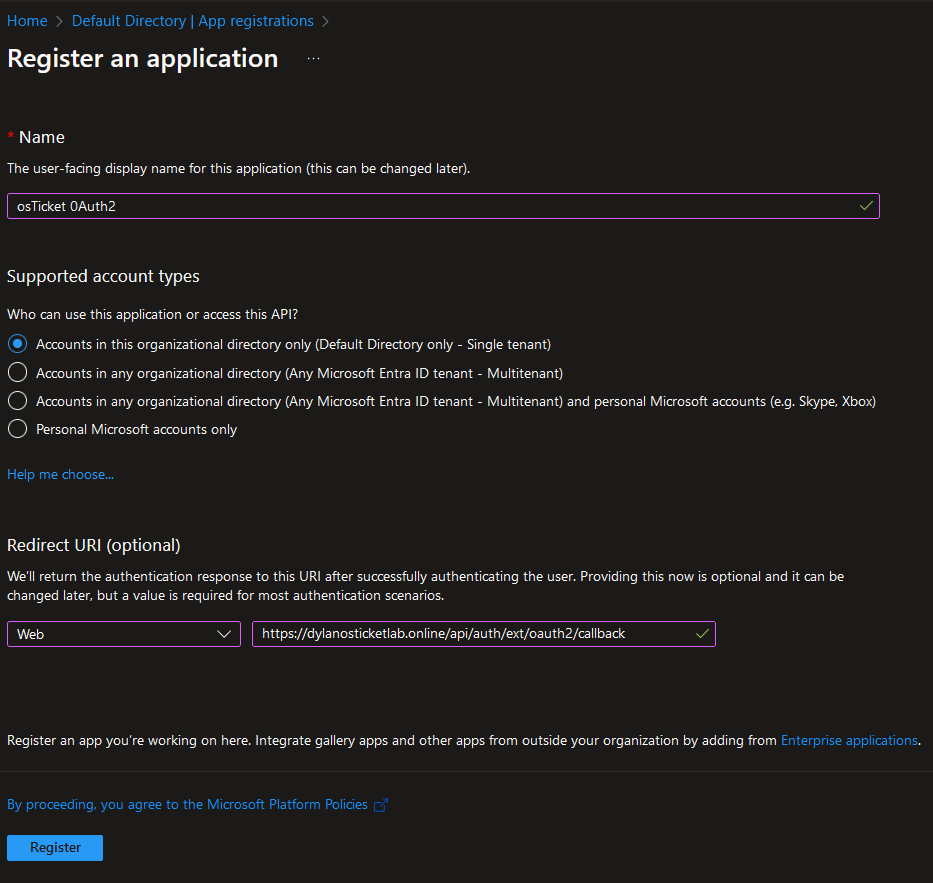 Home > Default Directory | App registrations >
Register an application ...
* Name
The user-facing display name for this application (this can be changed later).
osTicket 0Auth2
Supported account types
Who can use this application or access this API?
Accounts in this organizational directory only (Default Directory only - Single tenant)
Accounts in any organizational directory (Any Microsoft Entra ID tenant - Multitenant)
Accounts in any organizational directory (Any Microsoft Entra ID tenant - Multitenant) and personal Microsoft accounts (e.g. Skype, Xbox)
Personal Microsoft accounts only
Help me choose...
Redirect URI (optional)
We'll return the authentication response to this URI after successfully authenticating the user. Providing this now is optional and it can be
changed later, but a value is required for most authentication scenarios.
Web https://dylanosticketlab.online/api/auth/ext/oauth2/callback
Register an app you're working on here. Integrate gallery apps and other apps from outside your organization by adding from Enterprise applications.
By proceeding, you agree to the Microsoft Platform Policies
Register